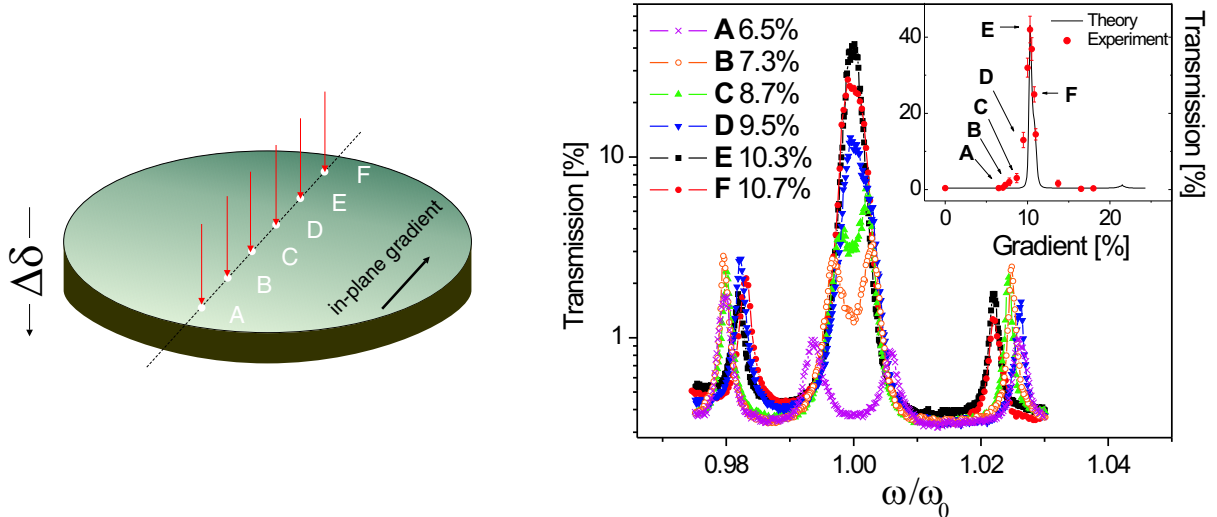 Δδ
A
B
C
D
E
F
in-plane gradient
Transmission [%]
10
1
0.98
1.00
1.02
1.04
ω/ω0
A 6.5%
B 7.3%
C 8.7%
D 9.5%
E 10.3%
F 10.7%
Transmission [%]
40
20
0
0
10
20
Gradient [%]
Theory
Experiment
E
D
C
B
A
F